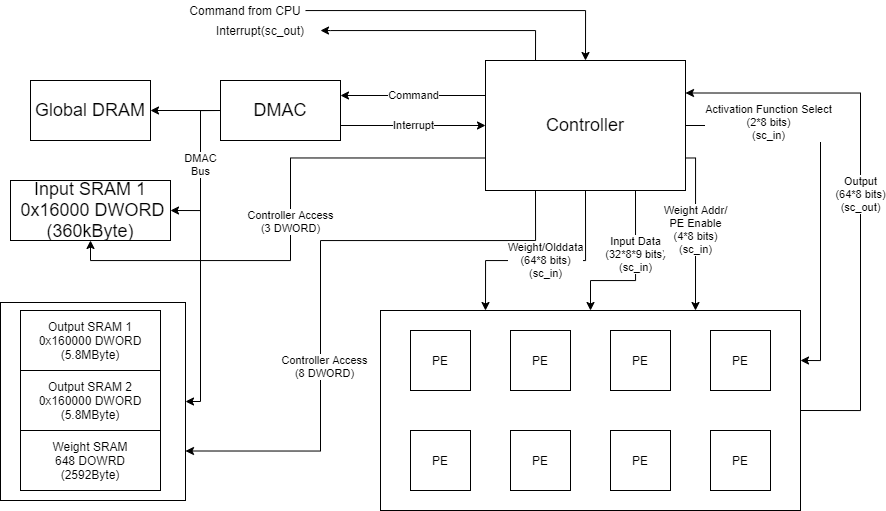 Command from CPU
Interrupt(sc_out)
Global DRAM
DMAC
Command
Interrupt
Controller
Activation Function Select
(2*8 bits)
(sc_in)
DMAC
Bus
Input SRAM 1
0x16000 DWORD
(360kByte)
Controller Access
(3 DWORD)
Weight/Olddata
(64*8 bits)
(sc_in)
Input Data
(32*8*9 bits)
(sc_in)
Weight Addr/
PE Enable
(4*8 bits)
(sc_in)
Output
(64*8 bits)
(sc_out)
Output SRAM 1
0x160000 DWORD
(5.8MByte)
Output SRAM 2
0x160000 DWORD
(5.8MByte)
Weight SRAM
648 DOWRD
(2592Byte)
Controller Access
(8 DWORD)
PE
PE
PE
PE
PE
PE
PE
PE